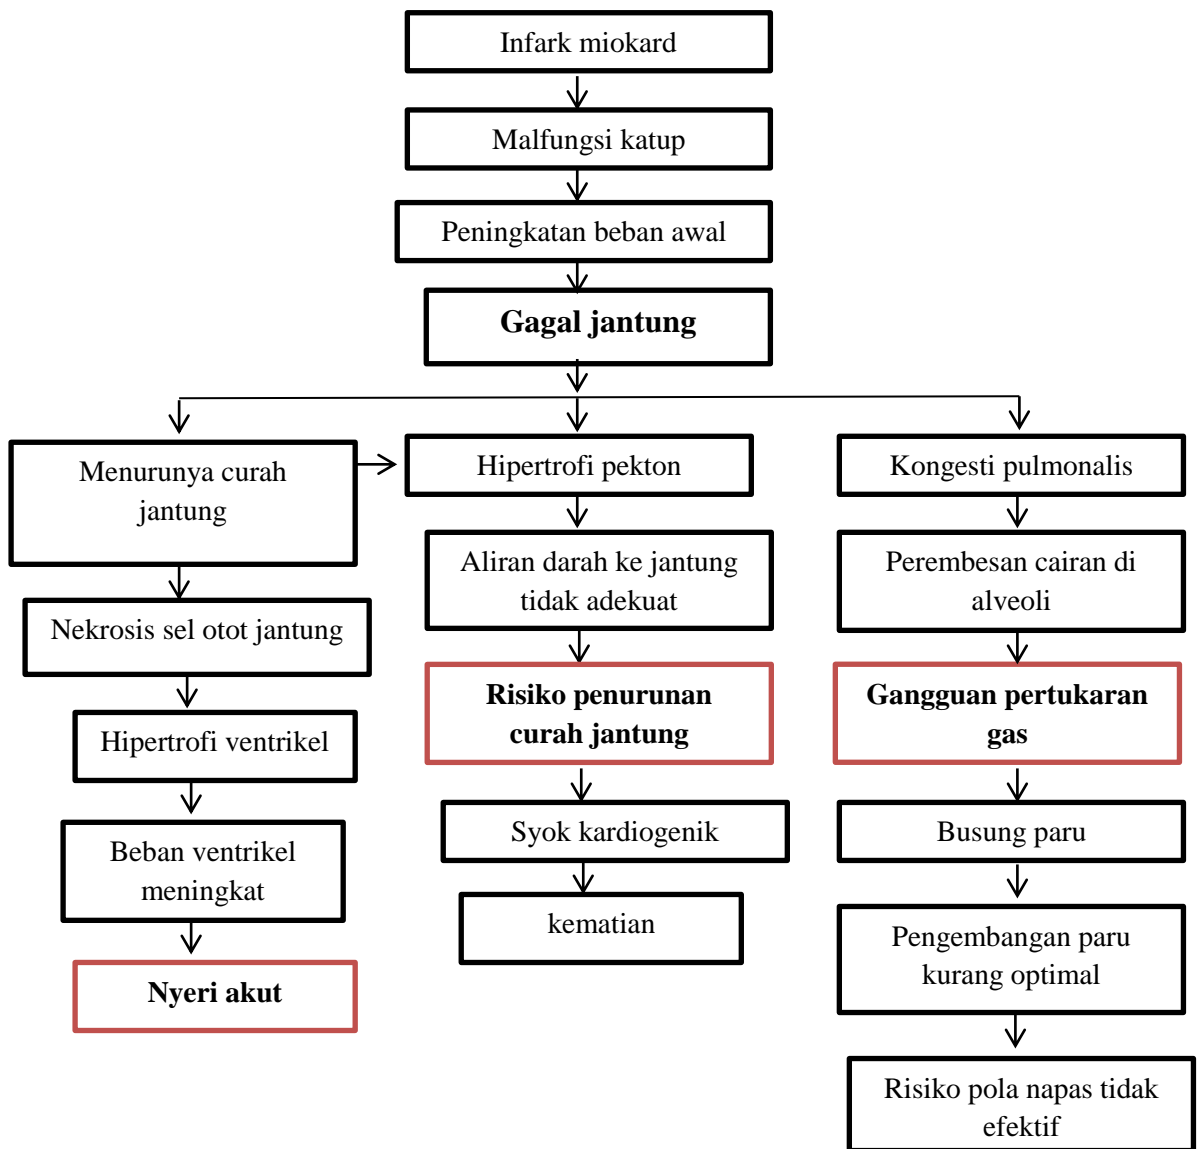 Infark miokard
Malfungsi katup
Peningkatan beban awal
Gagal jantung
Menurunya curah
jantung
Nekrosis sel otot jantung
Hipertrofi ventrikel
Beban ventrikel
meningkat
Nyeri akut
Hipertrofi pekton
Aliran darah ke jantung
tidak adekuat
Risiko penurunan
curah jantung
Syok kardiogenik
kematian
Kongesti pulmonalis
Perembesan cairan di
alveoli
Gangguan pertukaran
gas
Busung paru
Pengembangan paru
kurang optimal
Risiko pola napas tidak
efektif